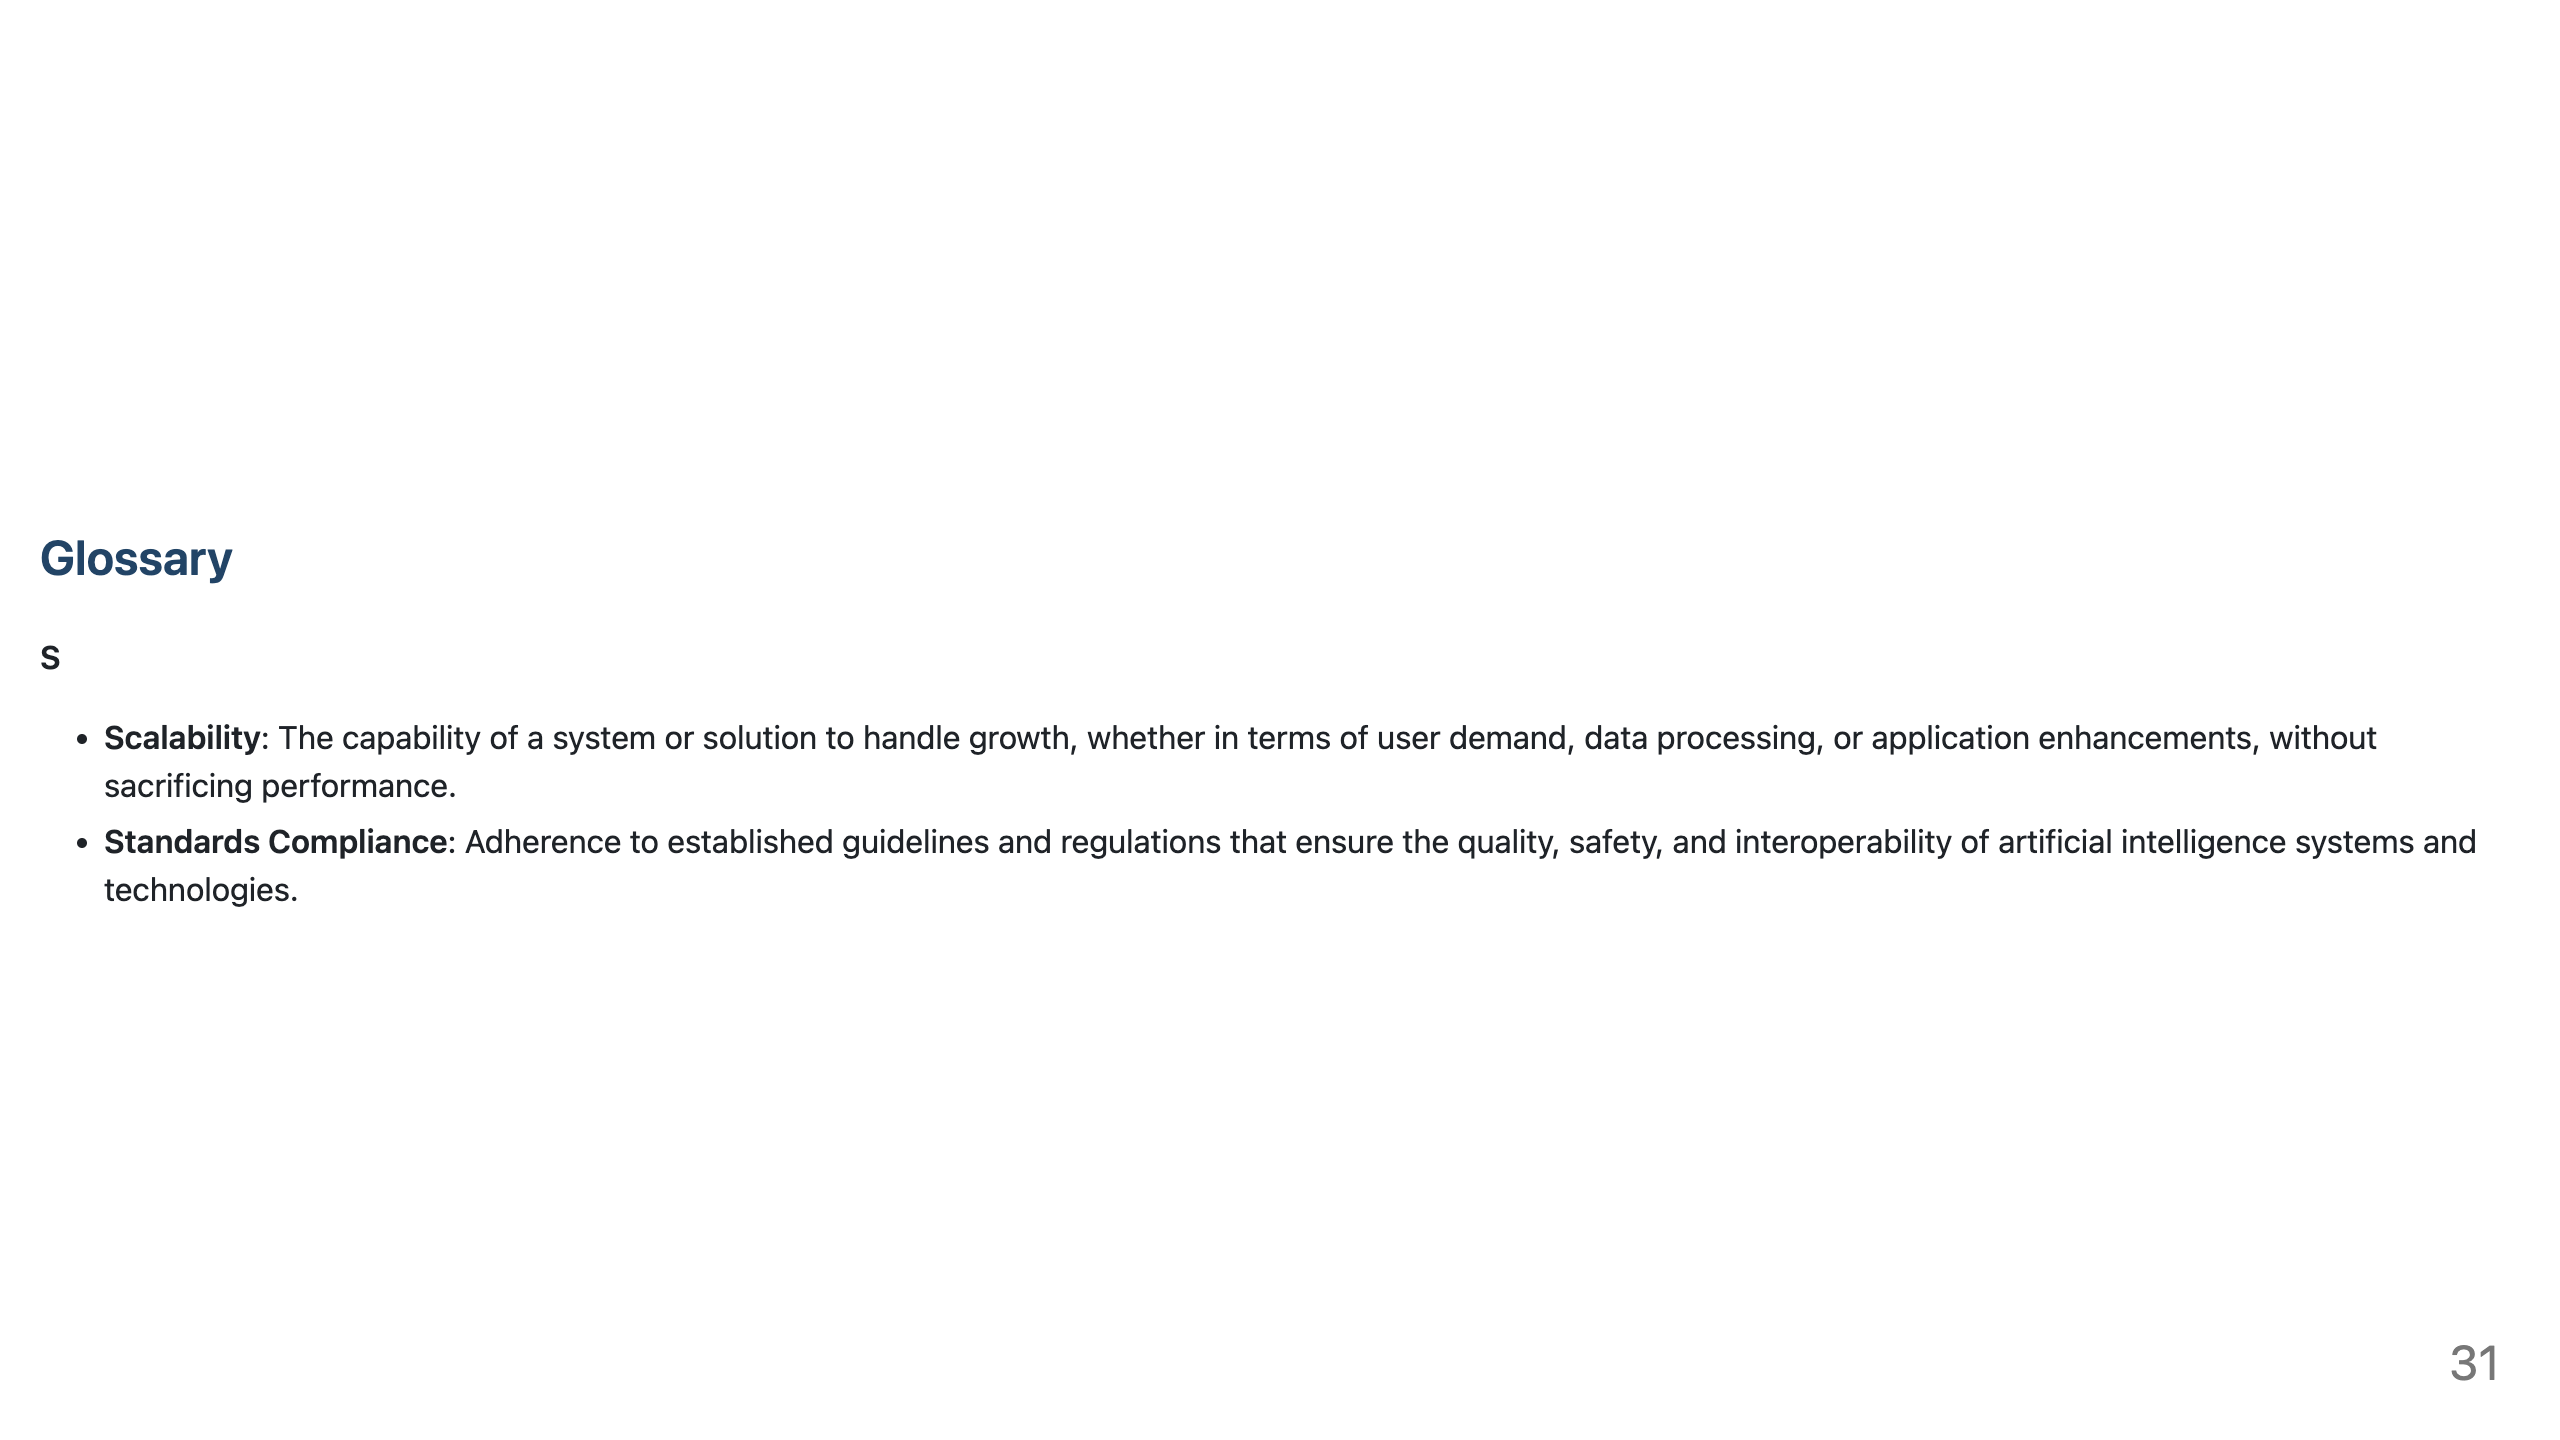 Glossary
S
• Scalability: The capability of a system or solution to handle growth, whether in terms of user demand, data processing, or application enhancements, without
sacrificing performance.
• Standards Compliance: Adherence to established guidelines and regulations that ensure the quality, safety, and interoperability of artificial intelligence systems and
technologies.
31